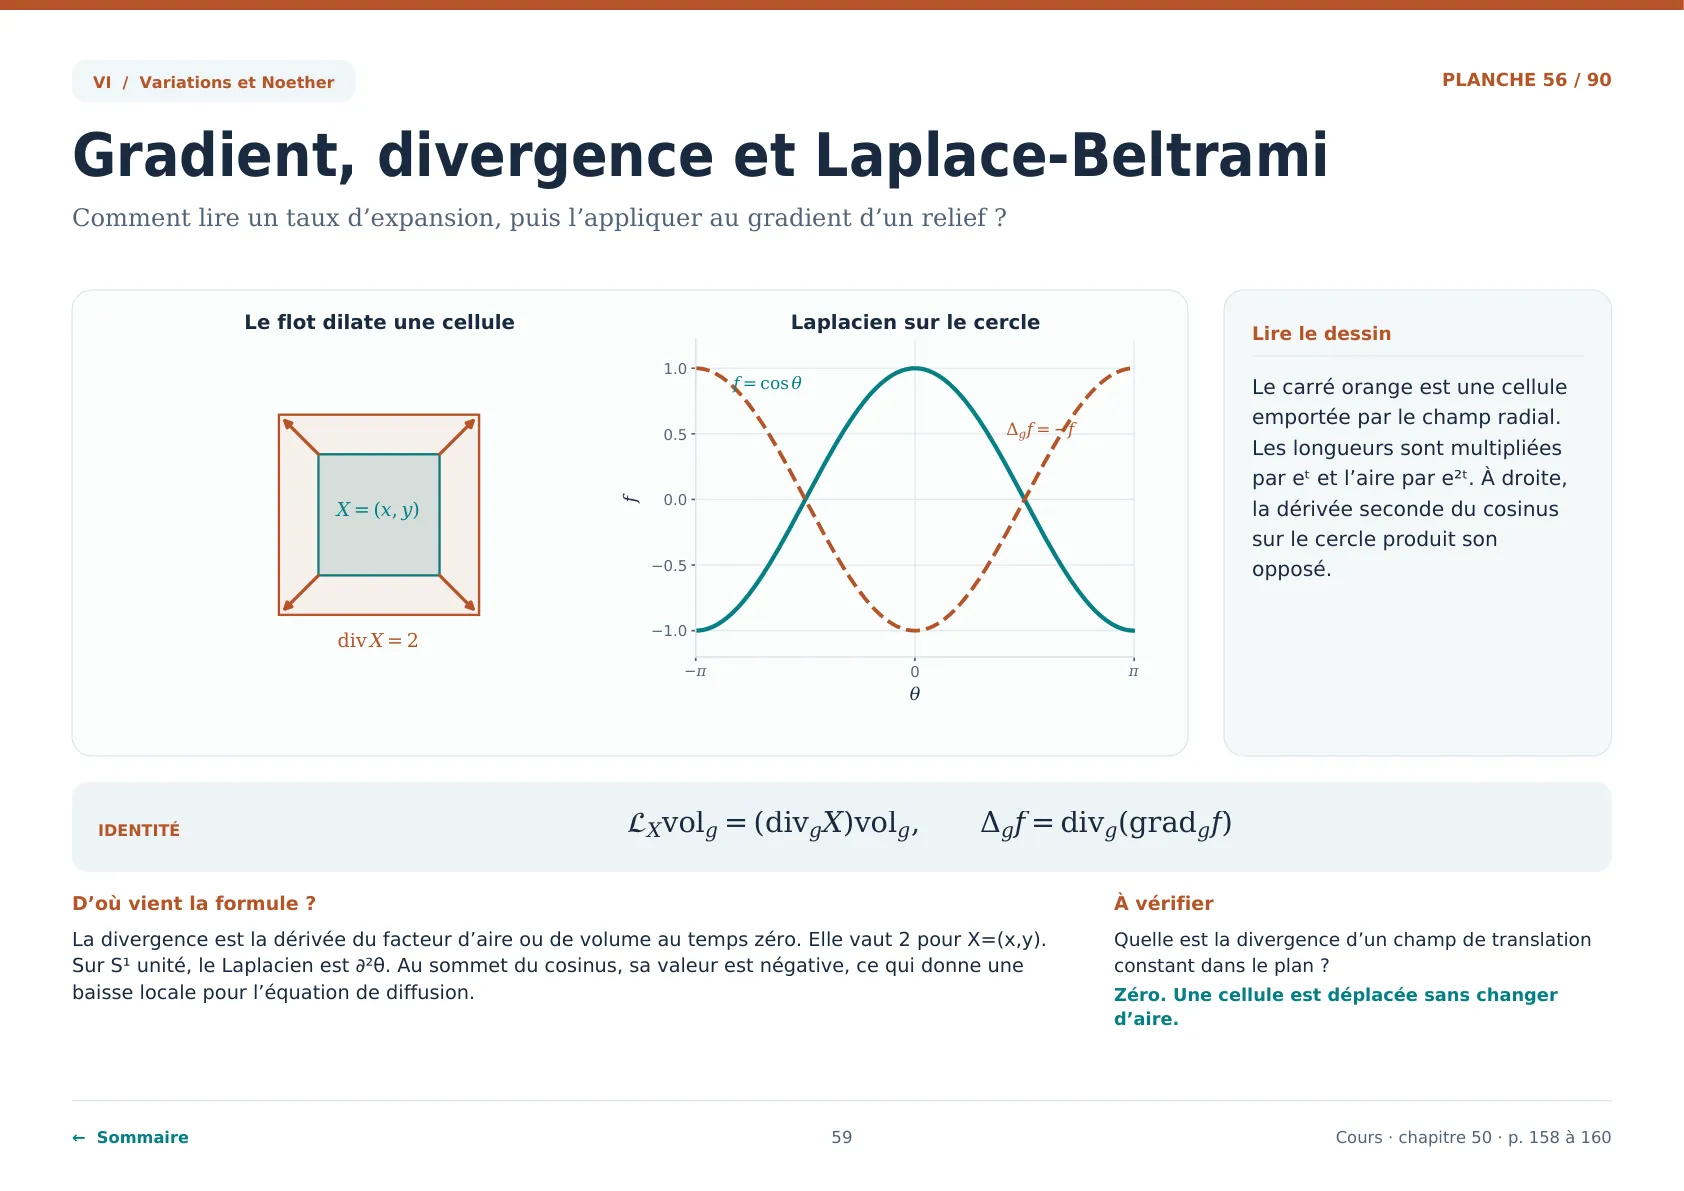 VI / Variations et Noether
PLANCHE 56 / 90
Gradient, divergence et Laplace-Beltrami
Comment lire un taux d’expansion, puis l’appliquer au gradient d’un relief ?
Le flot dilate une cellule
X = (x, y)
div X = 2
Laplacien sur le cercle
1.0
0.5
0.0
−0.5
−1.0
f
f = cos θ
Δ_g f = −f
−π
0
π
θ
Lire le dessin
Le carré orange est une cellule
emportée par le champ radial.
Les longueurs sont multipliées
par eᵗ et l’aire par e²ᵗ. À droite,
la dérivée seconde du cosinus
sur le cercle produit son
opposé.
IDENTITÉ
ℒ_X vol_g = (div_g X)vol_g, Δ_g f = div_g(grad_g f)
D’où vient la formule ?
La divergence est la dérivée du facteur d’aire ou de volume au temps zéro. Elle vaut 2 pour X=(x,y).
Sur S¹ unité, le Laplacien est ∂²θ. Au sommet du cosinus, sa valeur est négative, ce qui donne une
baisse locale pour l’équation de diffusion.
À vérifier
Quelle est la divergence d’un champ de translation
constant dans le plan ?
Zéro. Une cellule est déplacée sans changer
d’aire.
← Sommaire
59
Cours · chapitre 50 · p. 158 à 160